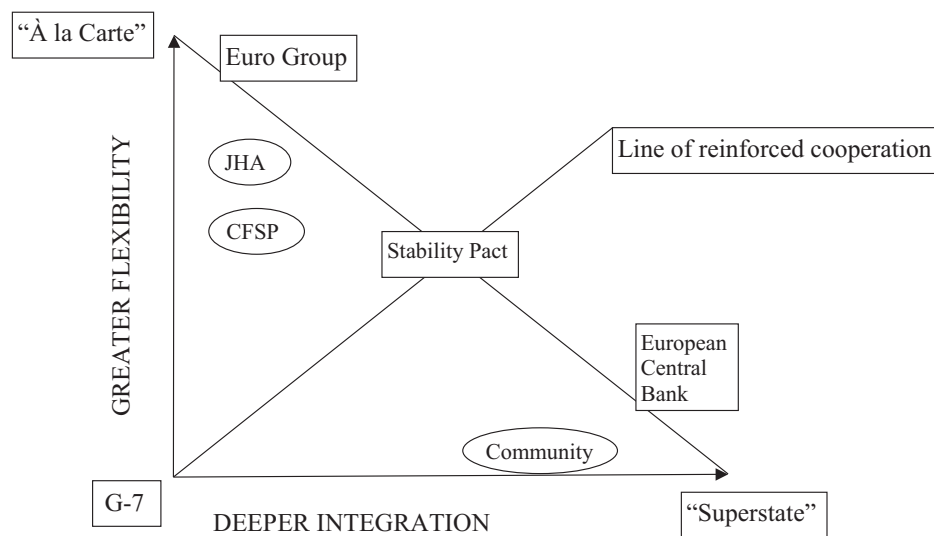 “À la Carte”
Euro Group
JHA
Line of reinforced cooperation
CFSP
Stability Pact
GREATER FLEXIBILITY
European
Central
Bank
Community
G-7
DEEPER INTEGRATION
“Superstate”